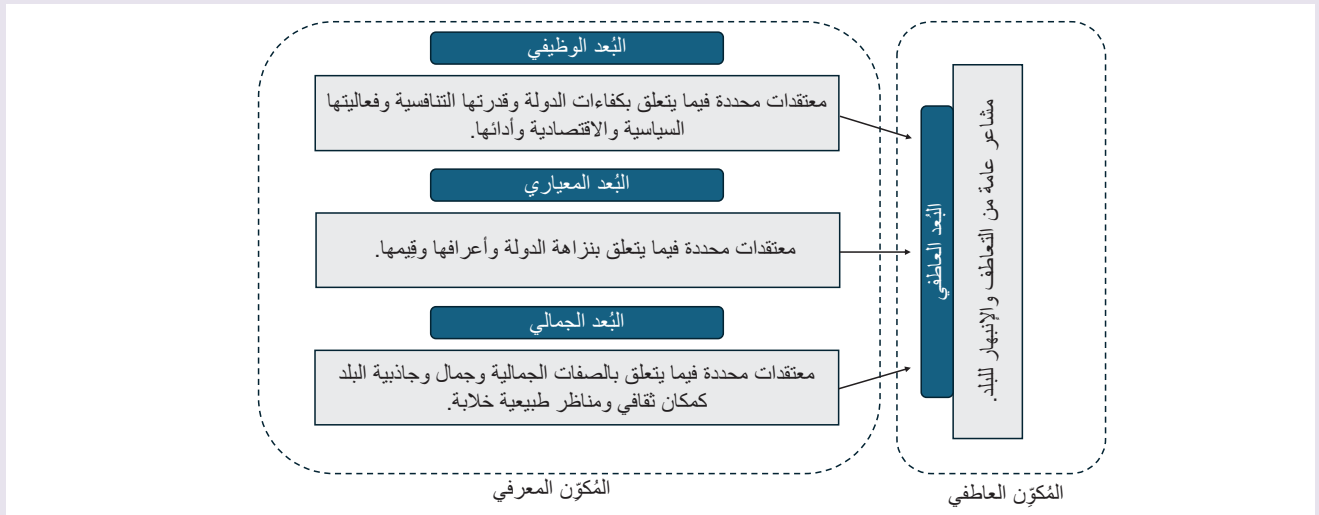 البُعد الوظيفي
معتقدات محددة فيما يتعلق بكفاءات الدولة وقدرتها التنافسية وفعاليتها
السياسية والاقتصادية وأدائها.
البُعد المعياري
معتقدات محددة فيما يتعلق بنزاهة الدولة وأعرافها وقِيمها.
البُعد الجمالي
معتقدات محددة فيما يتعلق بالصفات الجمالية وجمال وجاذبية البلد
كمكان ثقافي ومناظر طبيعية خلابة.
المُكوِّن المعرفي
البُعد العاطفي
مشاعر عامة من التعاطف والإنبهار للبلد.
المُكوِّن العاطفي